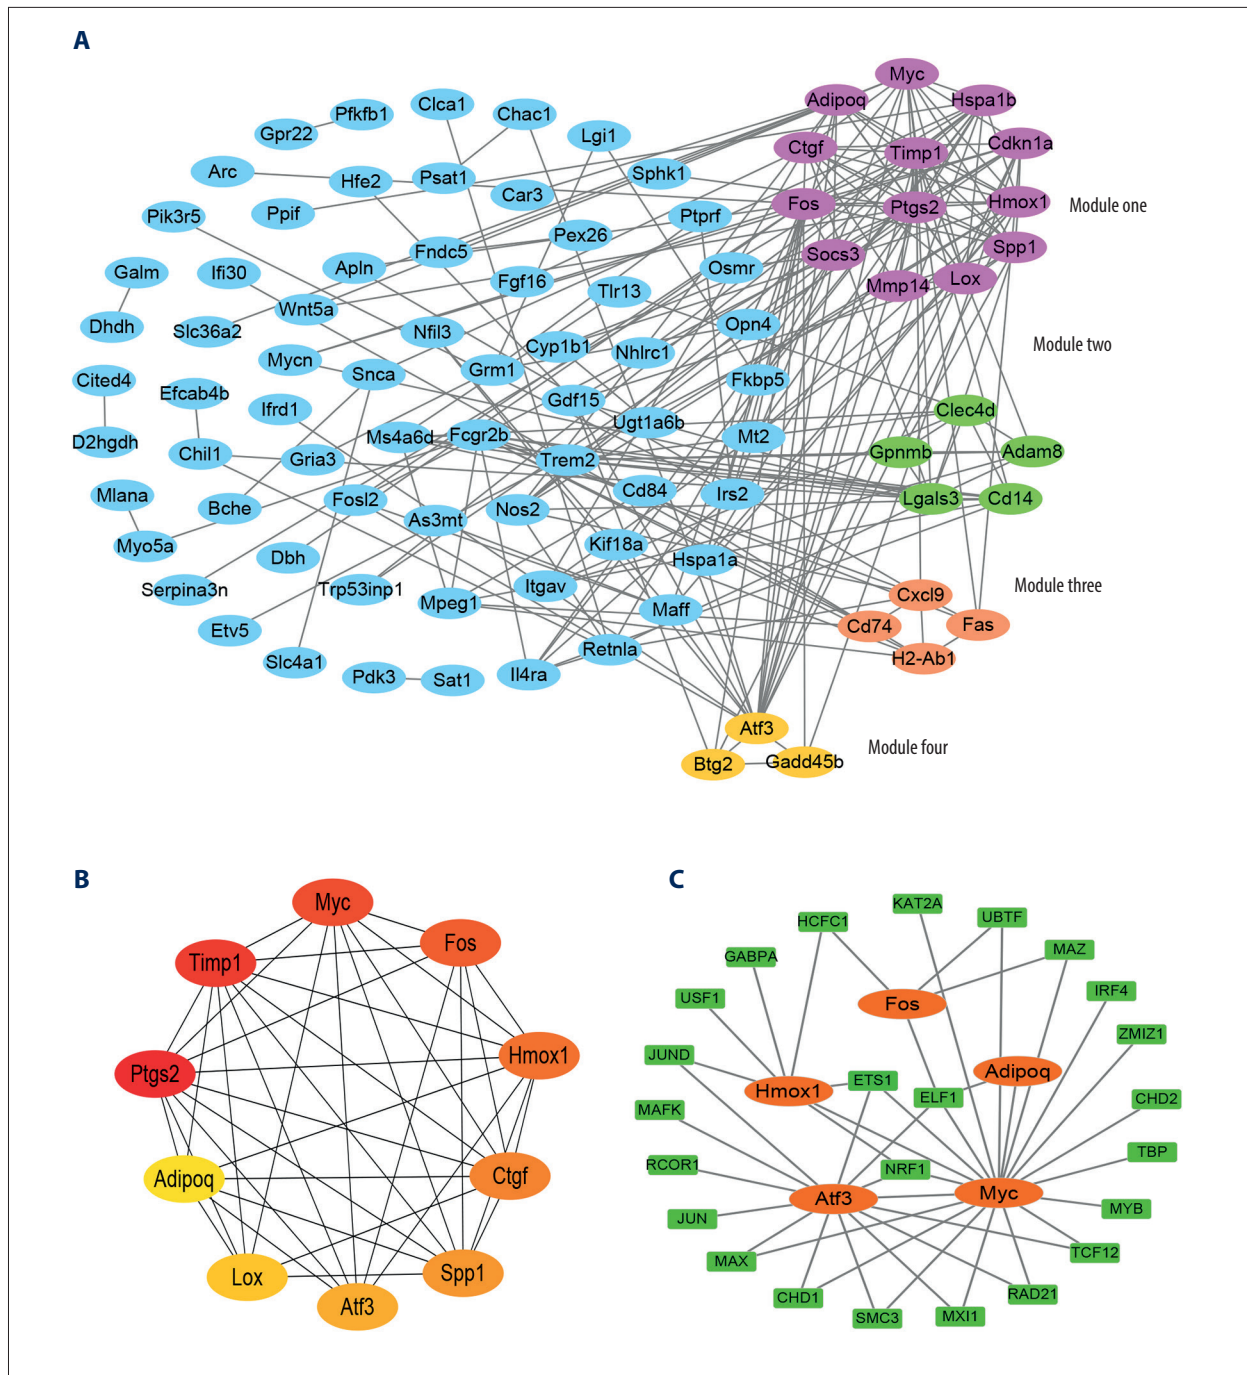 A
Myc
Adipoq
Hspa1b
Clca1
Pfkfb1
Chac1
Gpr22
Lgi1
Ctgf
Timp1
Cdkn1a
Arc
Hfe2
Psat1
Sphk1
Car3
Fos
Ptgs2
Hmox1
Module one
Ppif
Pik3r5
Ptprf
Pex26
Spp1
Fndc5
Socs3
Galm
Ifi30
Apln
Osmr
Fgf16
Tlr13
Mmp14
Lox
Wnt5a
Dhdh
Slc36a2
Nfil3
Opn4
Cyp1b1
Nhlrc1
Module two
Mycn
Snca
Grm1
Cited4
Fkbp5
Efcab4b
Gdf15
Ifrd1
Clec4d
Ugt1a6b
D2hgdh
Ms4a6d
Fcgr2b
Mt2
Chil1
Gria3
Trem2
Gpnmb
Adam8
Mlana
Bche
Fosl2
Cd84
Irs2
Lgals3
Cd14
Nos2
As3mt
Myo5a
Dbh
Kif18a
Hspa1a
Serpina3n
Trp53inp1
Itgav
Module three
Mpeg1
Cxcl9
Maff
Cd74
Fas
Etv5
Retnla
H2-Ab1
Slc4a1
Il4ra
Pdk3
Sat1
Atf3
Btg2
Gadd45b
Module four
B
Myc
Fos
Timp1
Hmox1
Ptgs2
Adipoq
Ctgf
Lox
Spp1
Atf3
C
KAT2A
HCFC1
UBTF
GABPA
MAZ
USF1
Fos
IRF4
ZMIZ1
JUND
Hmox1
ETS1
Adipoq
ELF1
CHD2
MAFK
TBP
RCOR1
NRF1
Atf3
Myc
MYB
JUN
TCF12
MAX
CHD1
RAD21
SMC3
MXI1